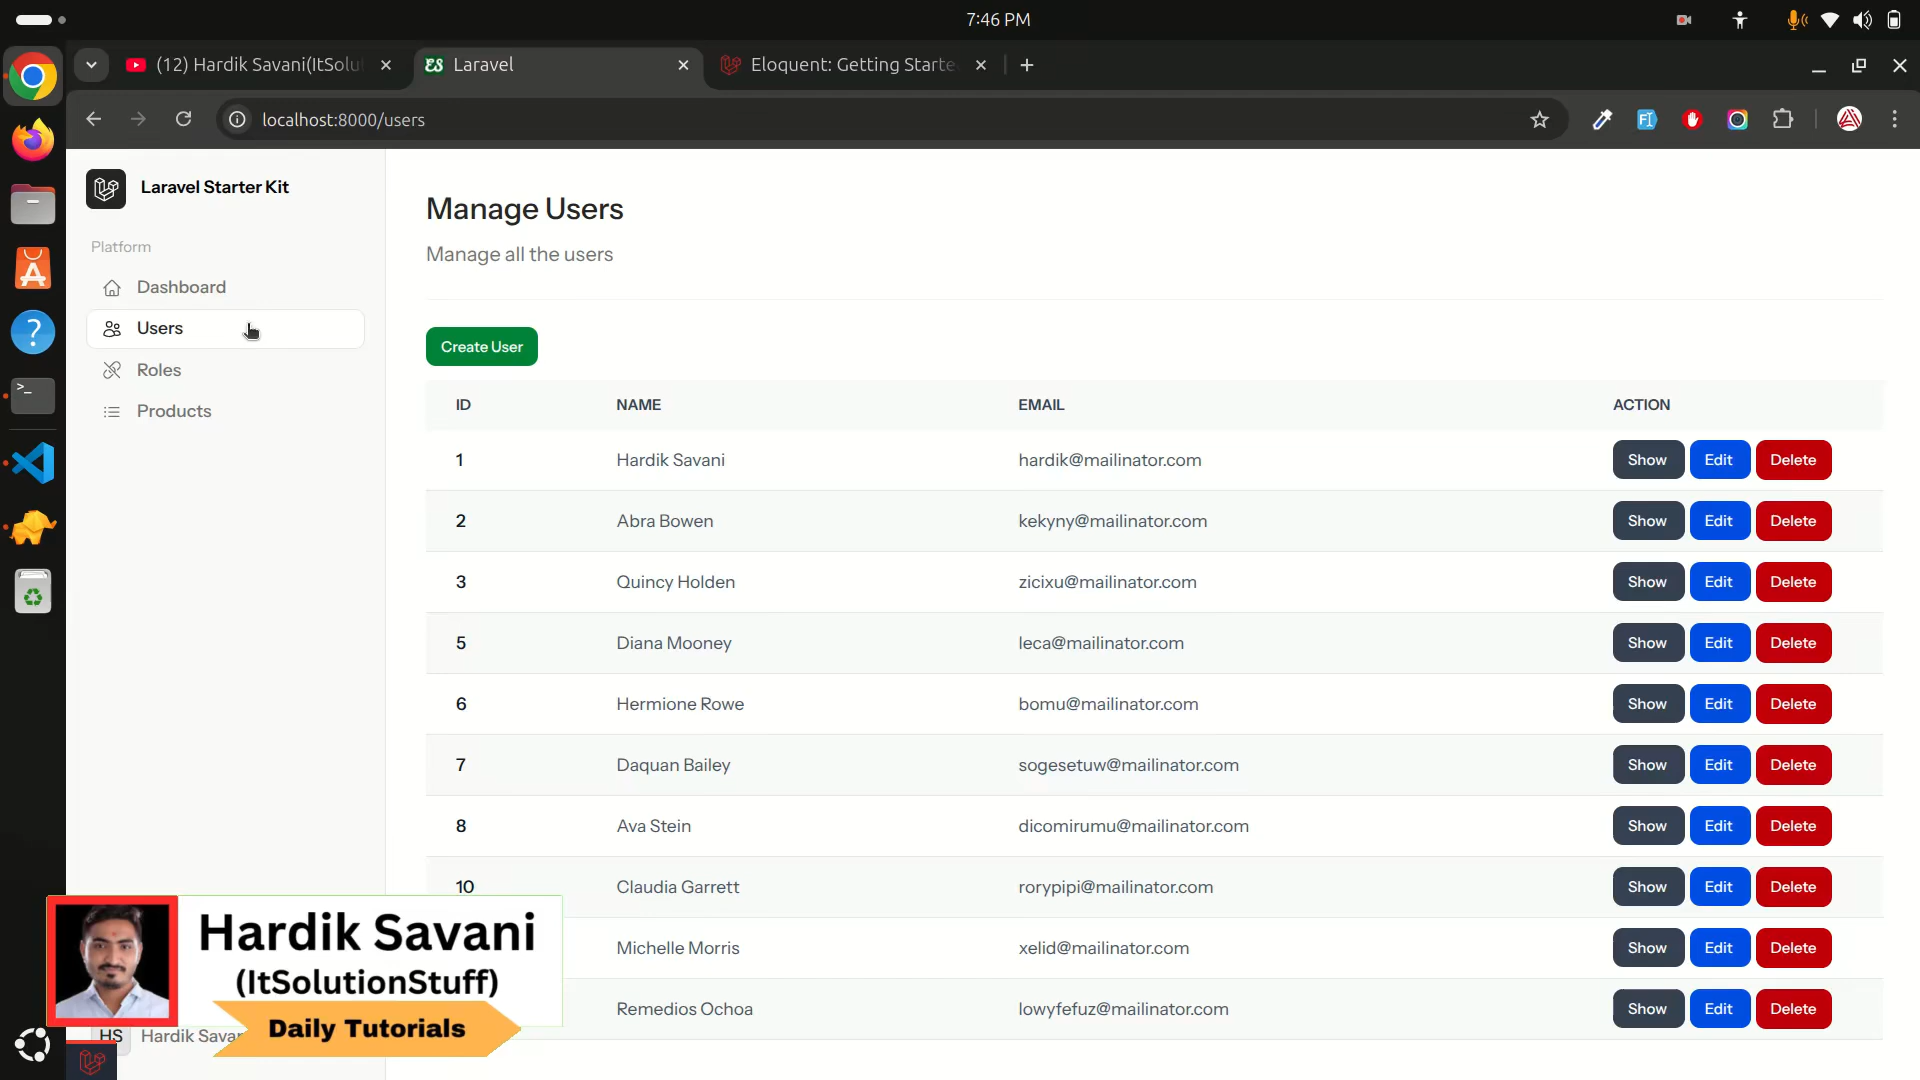 7:46 PM
(12) Hardik Savani(ItSolu
Laravel
Eloquent: Getting Starte
localhost:8000/users
Laravel Starter Kit
Platform
Dashboard
Users
Roles
Products
Manage Users
Manage all the users
Create User
ID NAME EMAIL ACTION
1 Hardik Savani hardik@mailinator.com Show Edit Delete
2 Abra Bowen kekyny@mailinator.com Show Edit Delete
3 Quincy Holden zicixu@mailinator.com Show Edit Delete
5 Diana Mooney leca@mailinator.com Show Edit Delete
6 Hermione Rowe bomu@mailinator.com Show Edit Delete
7 Daquan Bailey sogesetuw@mailinator.com Show Edit Delete
8 Ava Stein dicomirumu@mailinator.com Show Edit Delete
10 Claudia Garrett rorypipi@mailinator.com Show Edit Delete
Michelle Morris xelid@mailinator.com Show Edit Delete
Remedios Ochoa lowyfefuz@mailinator.com Show Edit Delete
Hardik Savani
(ItSolutionStuff)
Daily Tutorials
HS Hardik Savan